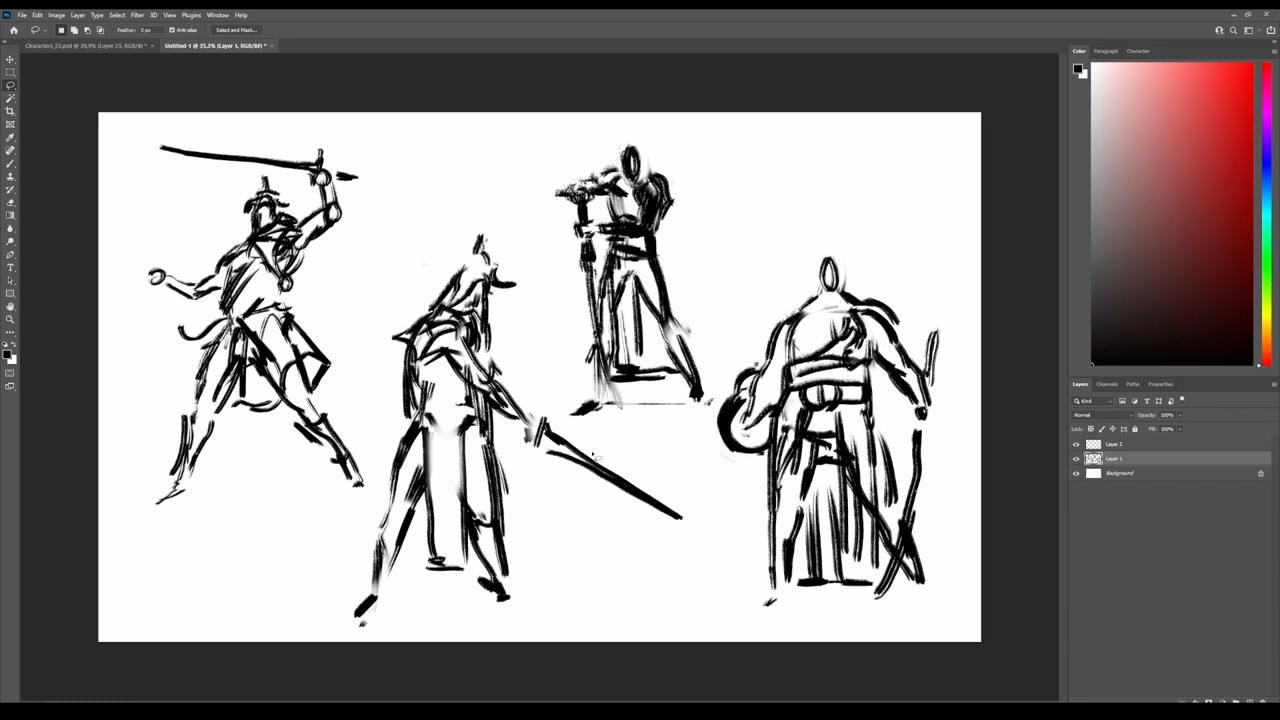 File Edit Image Layer Type Select Filter 3D View Plugins Window Help
Feather: 0 px Anti-alias Select and Mask...
Characters_22.psd @ 39,9% (Layer 23, RGB/8) * × Untitled-1 @ 35,3% (Layer 1, RGB/8#) * ×
Color Paragraph Character
Layers Channels Paths Properties
Kind
Normal Opacity: 100%
Lock: Fill: 100%
Layer 2
Layer 1
Background